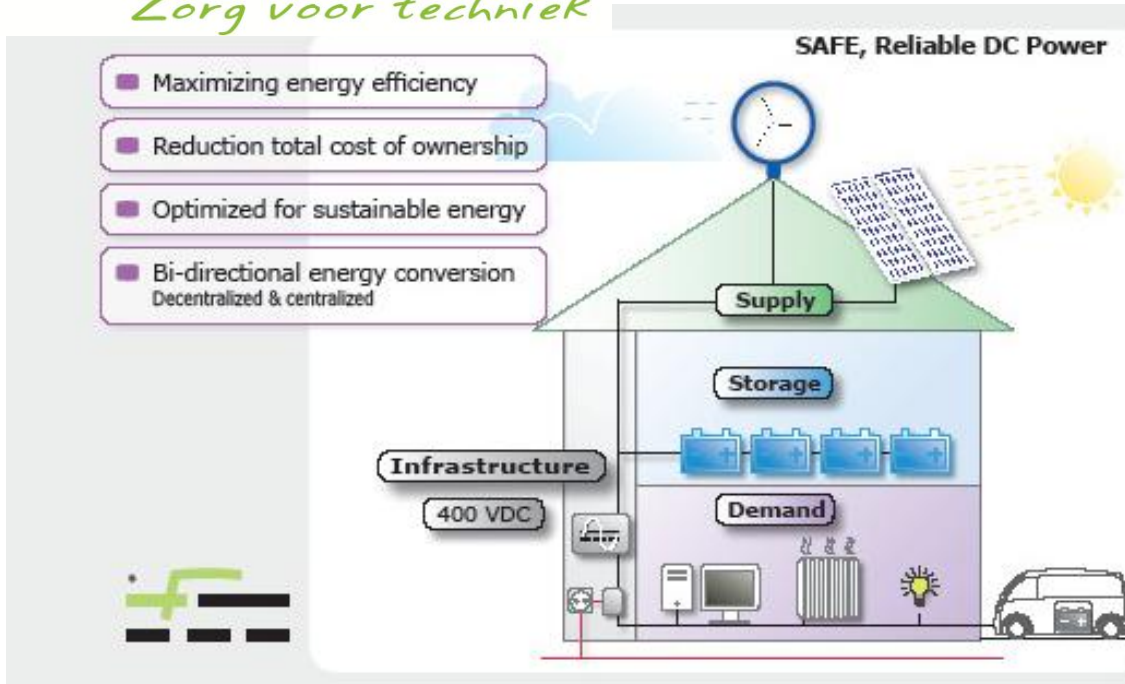 Zorg voor techniek
SAFE, Reliable DC Power
Maximizing energy efficiency
Reduction total cost of ownership
Optimized for sustainable energy
Bi-directional energy conversion
Decentralized & centralized
Supply
Storage
Infrastructure
400 VDC
Demand